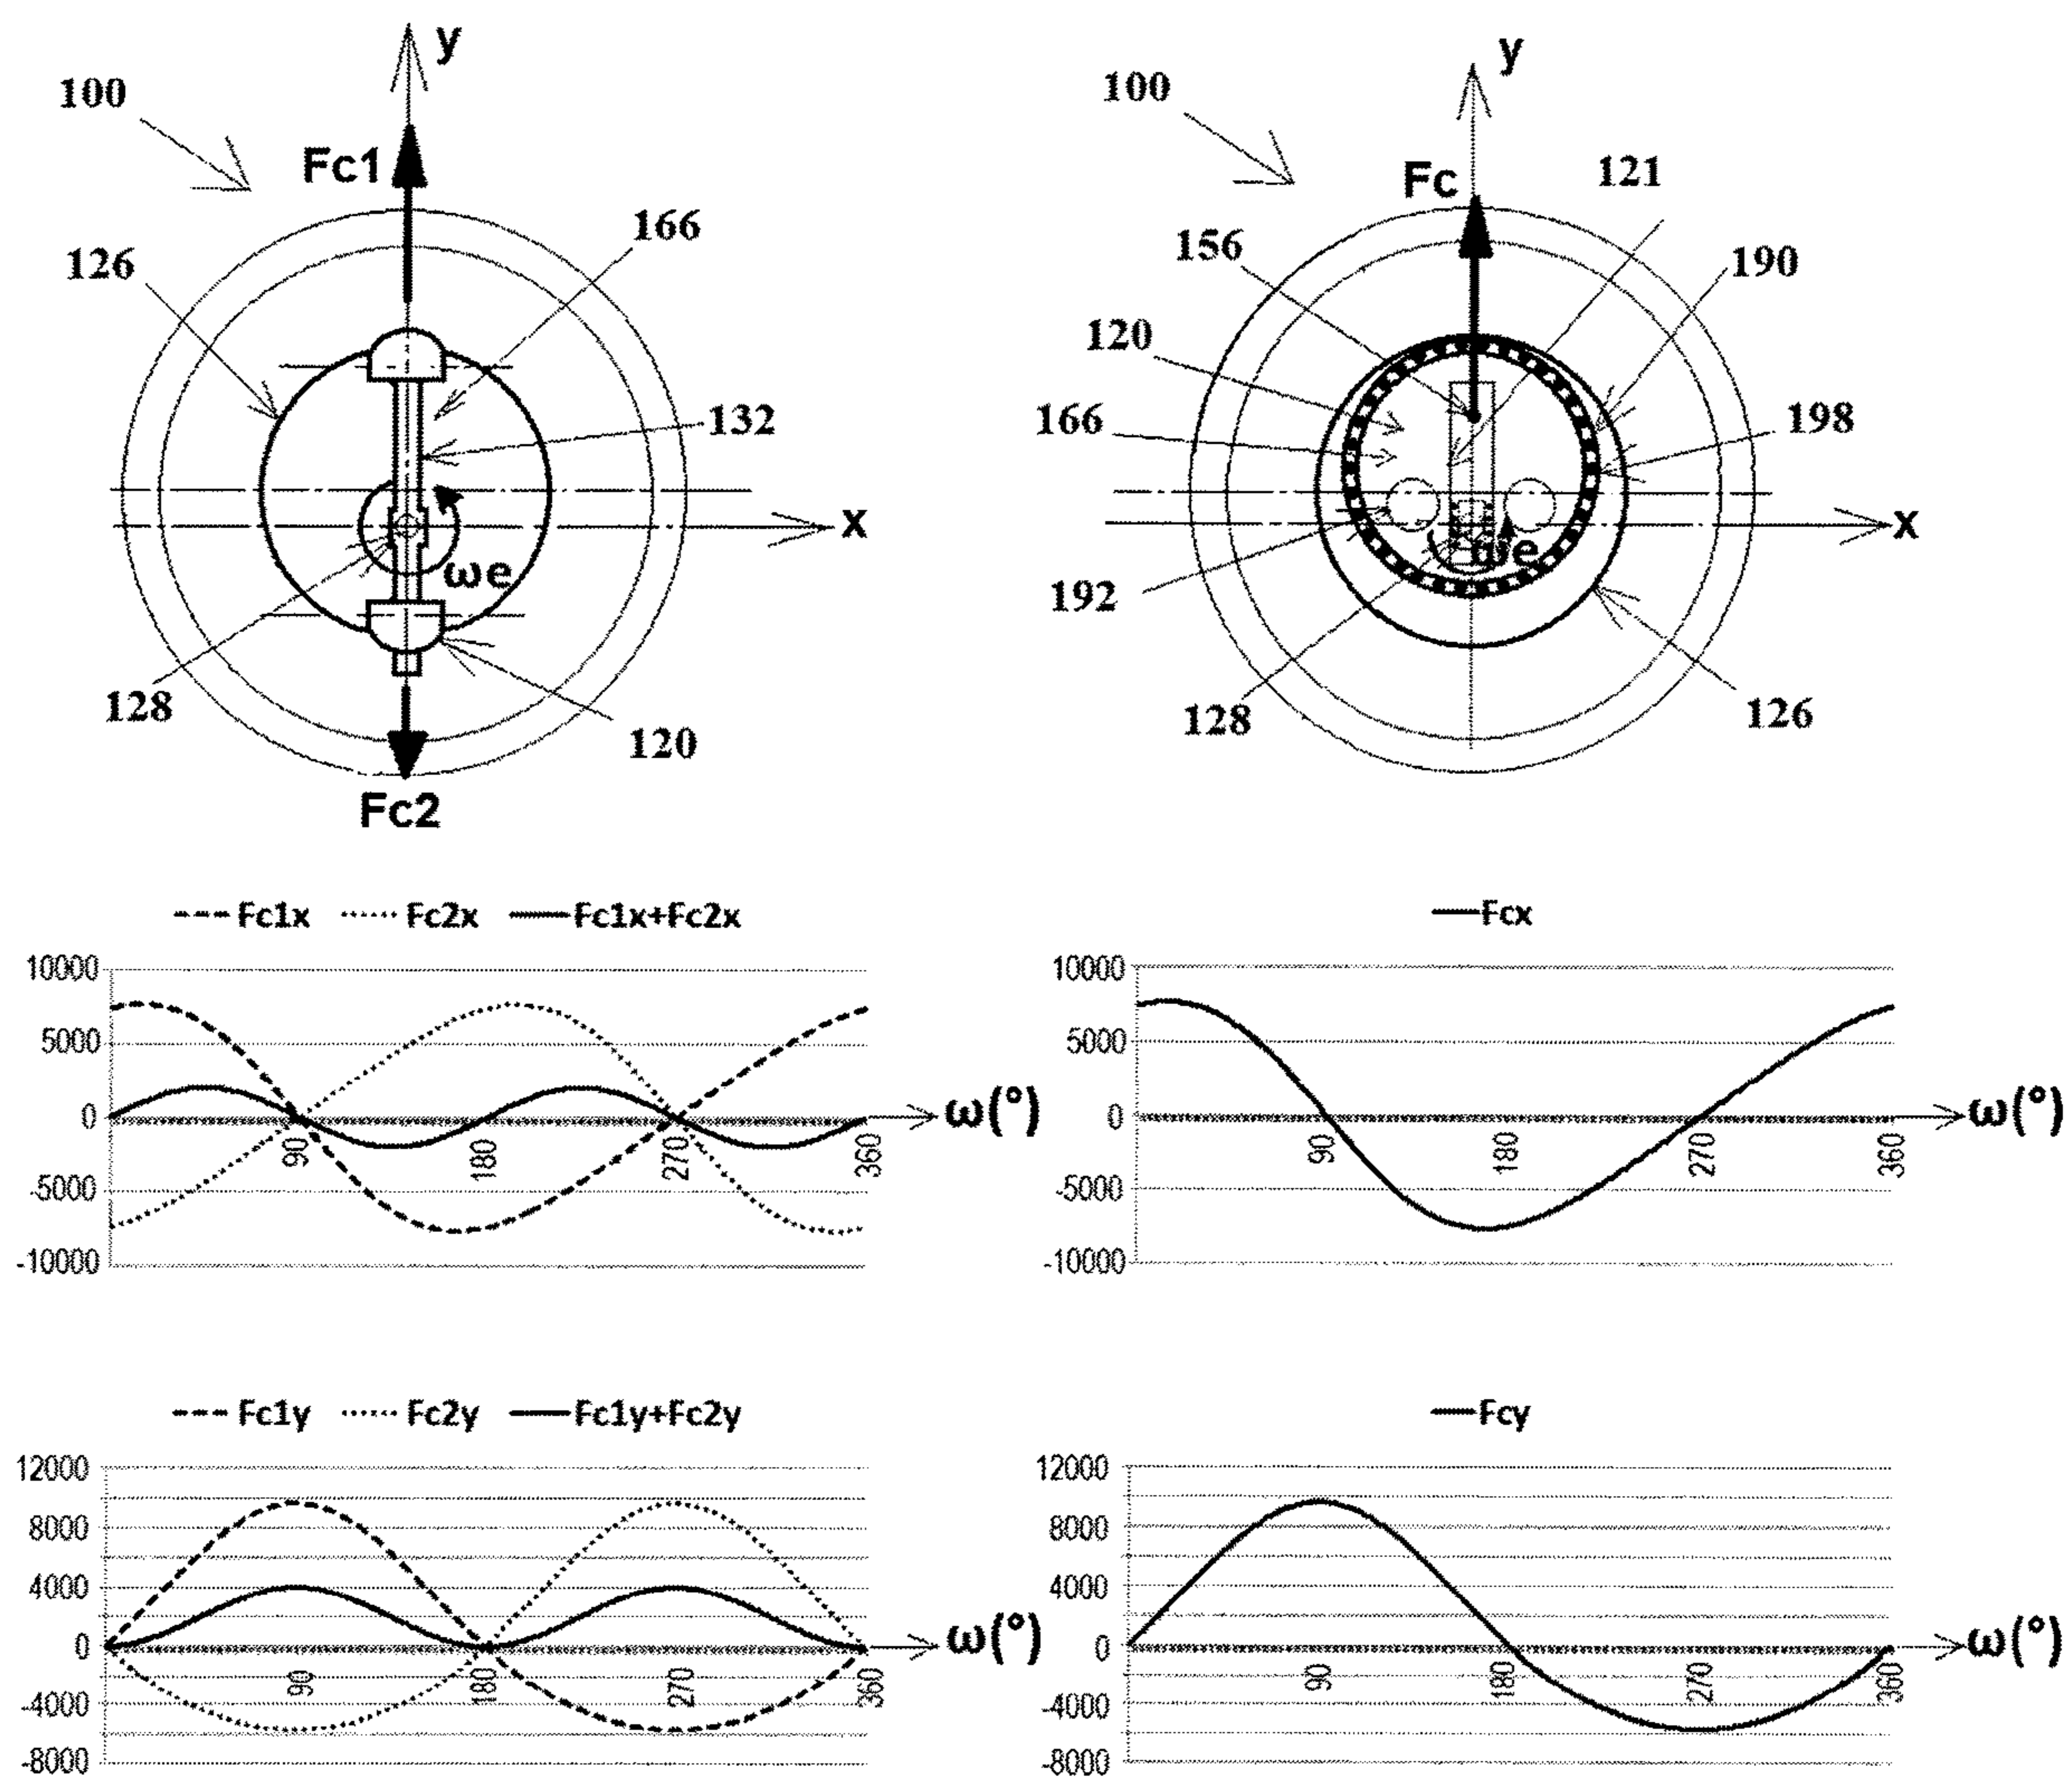 y
100
Fc1
166
126
132
x
ωe
128
120
Fc2
y
100
121
Fc
156
190
120
166
198
x
ωe
192
128
126
Fc1x Fc2x Fc1x+Fc2x
10000
5000
0
-5000
-10000
90 180 270 360
ω(°)
Fcx
10000
5000
0
-5000
-10000
90 180 270 360
ω(°)
Fc1y Fc2y Fc1y+Fc2y
12000
8000
4000
0
-4000
-8000
90 180 270 360
ω(°)
Fcy
12000
8000
4000
0
-4000
-8000
90 180 270 360
ω(°)